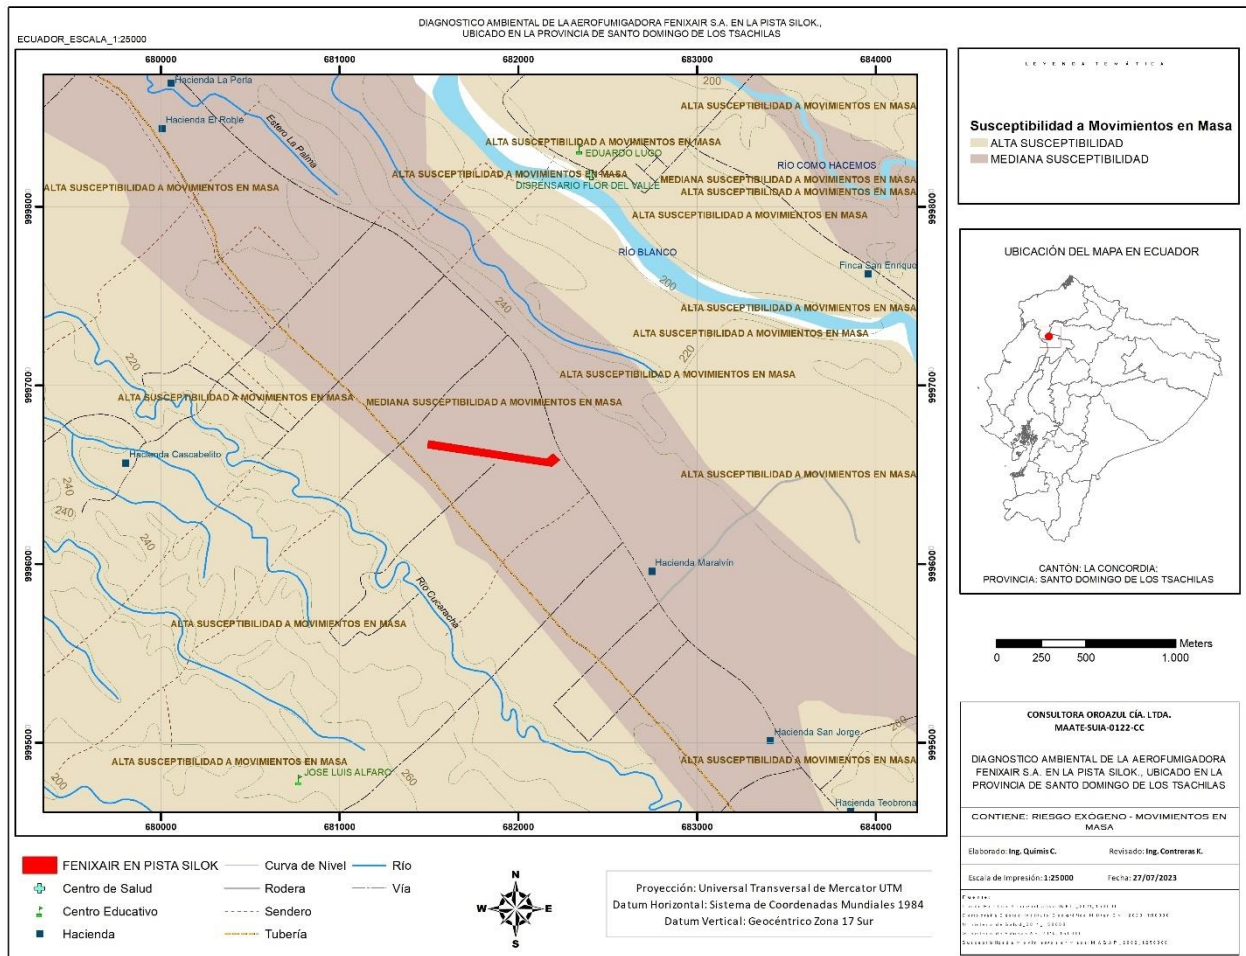 DIAGNOSTICO AMBIENTAL DE LA AEROFUMIGADORA FENIXAIR S.A. EN LA PISTA SILOK.,
UBICADO EN LA PROVINCIA DE SANTO DOMINGO DE LOS TSACHILAS
ECUADOR_ESCALA_1:25000
680000 681000 682000 683000 684000
Hacienda La Perla
200
ALTA SUSCEPTIBILIDAD A MOVIMIENTOS EN MASA
Hacienda El Roble
Estero La Palma
ALTA SUSCEPTIBILIDAD A MOVIMIENTOS EN MASA
EDUARDO LUGO
RÍO COMO HACEMOS
ALTA SUSCEPTIBILIDAD A MOVIMIENTOS EN MASA
MEDIANA SUSCEPTIBILIDAD A MOVIMIENTOS EN MASA
DISPENSARIO FLOR DEL VALLE
ALTA SUSCEPTIBILIDAD A MOVIMIENTOS EN MASA
ALTA SUSCEPTIBILIDAD A MOVIMIENTOS EN MASA
ALTA SUSCEPTIBILIDAD A MOVIMIENTOS EN MASA
RÍO BLANCO
Finca San Enrique
200
240
ALTA SUSCEPTIBILIDAD A MOVIMIENTOS EN MASA
ALTA SUSCEPTIBILIDAD A MOVIMIENTOS EN MASA
220
220
ALTA SUSCEPTIBILIDAD A MOVIMIENTOS EN MASA
ALTA SUSCEPTIBILIDAD A MOVIMIENTOS EN MASA
MEDIANA SUSCEPTIBILIDAD A MOVIMIENTOS EN MASA
Hacienda Cascabelito
ALTA SUSCEPTIBILIDAD A MOVIMIENTOS EN MASA
240
240
240
Hacienda Maralvín
Río Cucaracha
ALTA SUSCEPTIBILIDAD A MOVIMIENTOS EN MASA
260
Hacienda San Jorge
ALTA SUSCEPTIBILIDAD A MOVIMIENTOS EN MASA
ALTA SUSCEPTIBILIDAD A MOVIMIENTOS EN MASA
JOSE LUIS ALFARO
200
260
Hacienda Teobrona
680000 681000 682000 683000 684000
FENIXAIR EN PISTA SILOK
Centro de Salud
Centro Educativo
Hacienda
Curva de Nivel
Rodera
Sendero
Tubería
Río
Vía
N
W E
S
Proyección: Universal Transversal de Mercator UTM
Datum Horizontal: Sistema de Coordenadas Mundiales 1984
Datum Vertical: Geocéntrico Zona 17 Sur
LEYENDA TEMÁTICA
Susceptibilidad a Movimientos en Masa
ALTA SUSCEPTIBILIDAD
MEDIANA SUSCEPTIBILIDAD
UBICACIÓN DEL MAPA EN ECUADOR
CANTÓN: LA CONCORDIA;
PROVINCIA: SANTO DOMINGO DE LOS TSACHILAS
Meters
0 250 500 1.000
CONSULTORA OROAZUL CÍA. LTDA.
MAATE-SUIA-0122-CC
DIAGNOSTICO AMBIENTAL DE LA AEROFUMIGADORA
FENIXAIR S.A. EN LA PISTA SILOK., UBICADO EN LA
PROVINCIA DE SANTO DOMINGO DE LOS TSACHILAS
CONTIENE: RIESGO EXÓGENO - MOVIMIENTOS EN
MASA
Elaborado: Ing. Quimis C. Revisado: Ing. Contreras K.
Escala de Impresión: 1:25000 Fecha: 27/07/2023